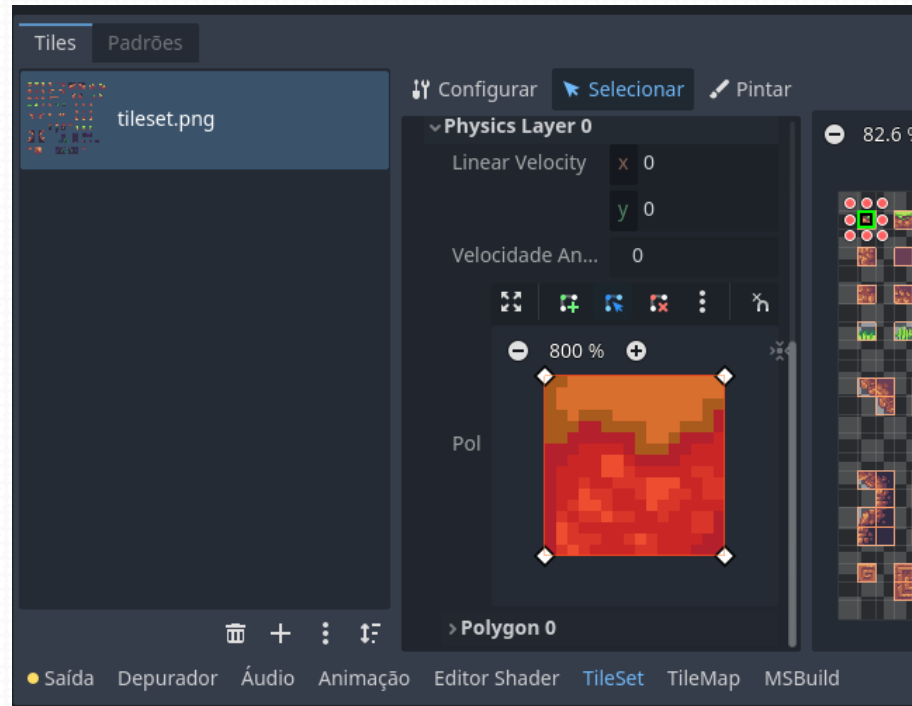 Tiles Padrões
tileset.png
Configurar Selecionar Pintar
Physics Layer 0
Linear Velocity x 0
y 0
Velocidade An... 0
800 %
Pol
Polygon 0
82.6 %
Saída Depurador Áudio Animação Editor Shader TileSet TileMap MSBuild